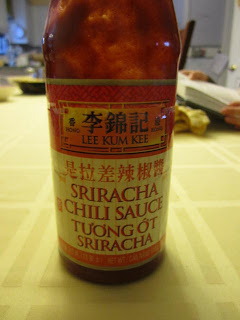 李錦記
LEE KUM KEE
是拉差辣椒醬
SRIRACHA
CHILI SAUCE
TƯƠNG ỚT
SRIRACHA